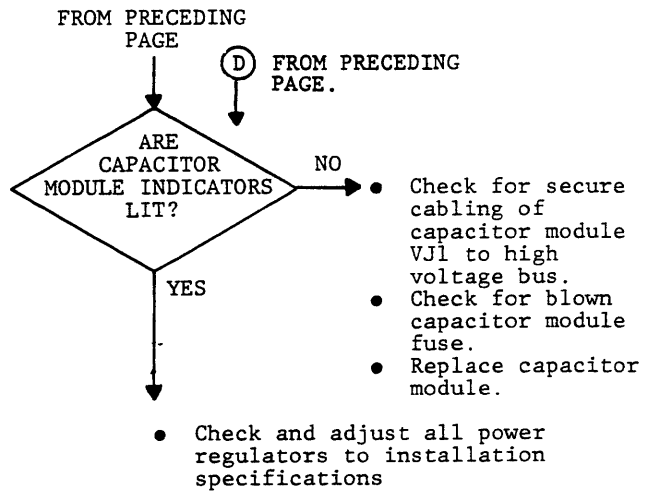 FROM PRECEDING
PAGE
D
FROM PRECEDING
PAGE.
ARE
CAPACITOR
MODULE INDICATORS
LIT?
NO
● Check for secure
cabling of
capacitor module
VJ1 to high
voltage bus.
● Check for blown
capacitor module
fuse.
● Replace capacitor
module.
YES
● Check and adjust all power
regulators to installation
specifications